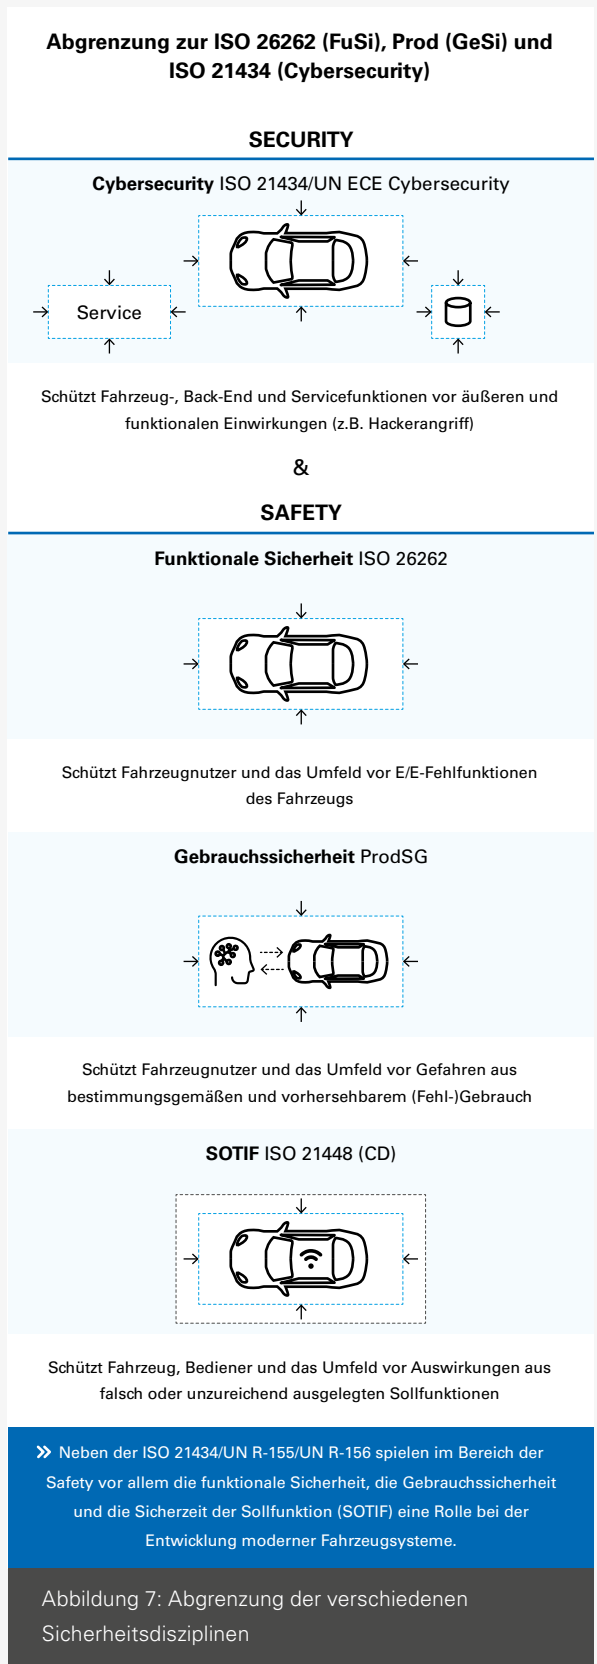 Abgrenzung zur ISO 26262 (FuSi), Prod (GeSi) und
ISO 21434 (Cybersecurity)
SECURITY
Cybersecurity ISO 21434/UN ECE Cybersecurity
Service
Schützt Fahrzeug-, Back-End und Servicefunktionen vor äußeren und
funktionalen Einwirkungen (z.B. Hackerangriff)
&
SAFETY
Funktionale Sicherheit ISO 26262
Schützt Fahrzeugnutzer und das Umfeld vor E/E-Fehlfunktionen
des Fahrzeugs
Gebrauchssicherheit ProdSG
Schützt Fahrzeugnutzer und das Umfeld vor Gefahren aus
bestimmungsgemäßen und vorhersehbarem (Fehl-)Gebrauch
SOTIF ISO 21448 (CD)
Schützt Fahrzeug, Bediener und das Umfeld vor Auswirkungen aus
falsch oder unzureichend ausgelegten Sollfunktionen
» Neben der ISO 21434/UN R-155/UN R-156 spielen im Bereich der
Safety vor allem die funktionale Sicherheit, die Gebrauchssicherheit
und die Sicherzeit der Sollfunktion (SOTIF) eine Rolle bei der
Entwicklung moderner Fahrzeugsysteme.
Abbildung 7: Abgrenzung der verschiedenen
Sicherheitsdisziplinen